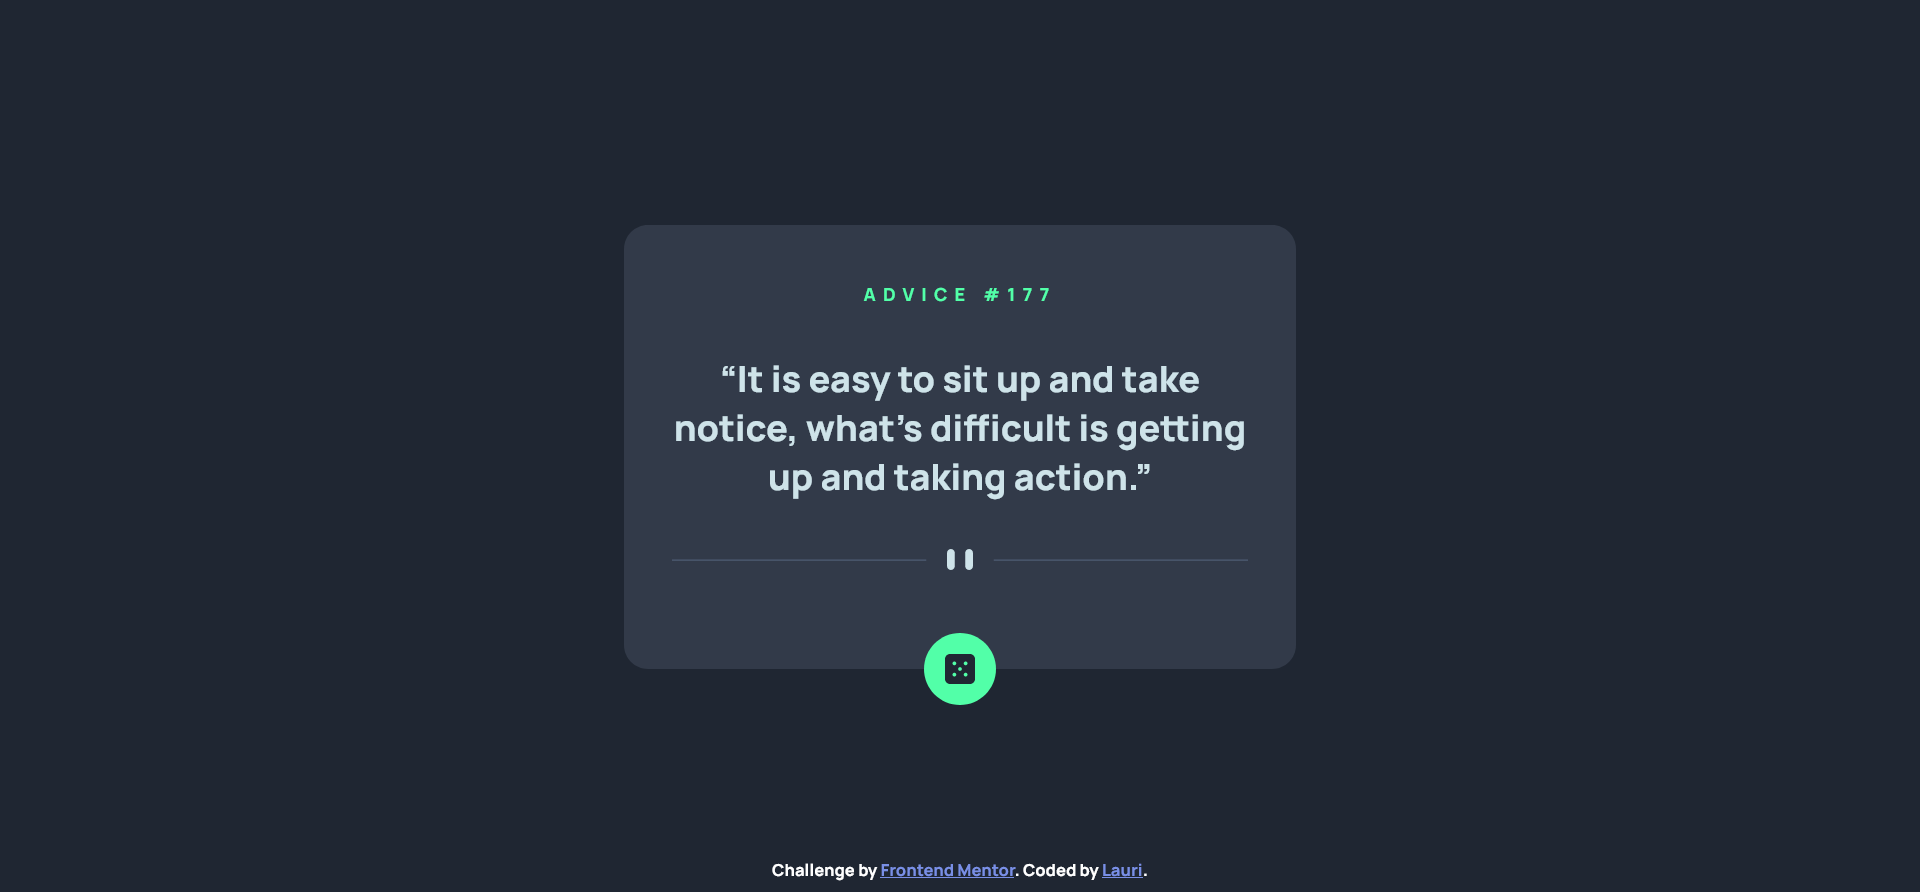 ADVICE #177
“It is easy to sit up and take
notice, what's difficult is getting
up and taking action.”
Challenge by Frontend Mentor. Coded by Lauri.